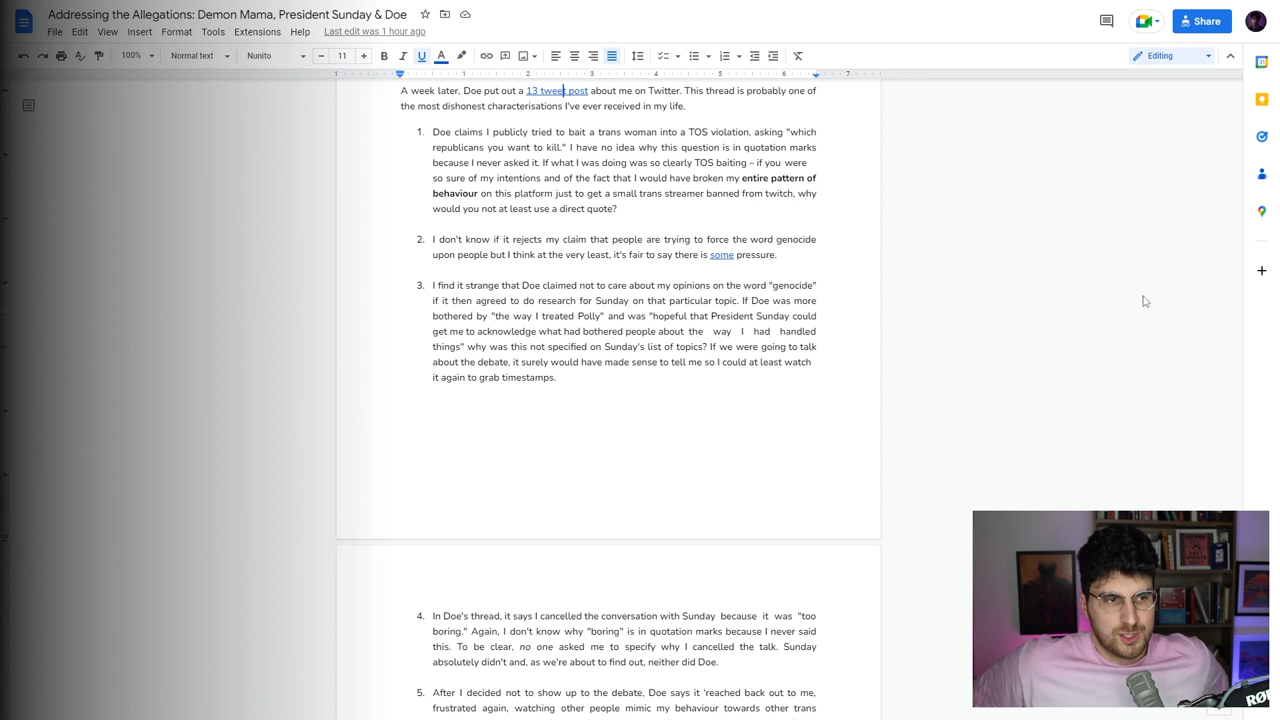 Addressing the Allegations: Demon Mama, President Sunday & Doe
File Edit View Insert Format Tools Extensions Help Last edit was 1 hour ago
Share
100% Normal text Nunito 11 Editing
1 1 2 3 4 5 6 7
A week later, Doe put out a 13 tweet post about me on Twitter. This thread is probably one of
the most dishonest characterisations I've ever received in my life.
1. Doe claims I publicly tried to bait a trans woman into a TOS violation, asking "which
republicans you want to kill." I have no idea why this question is in quotation marks
because I never asked it. If what I was doing was so clearly TOS baiting – if you were
so sure of my intentions and of the fact that I would have broken my entire pattern of
behaviour on this platform just to get a small trans streamer banned from twitch, why
would you not at least use a direct quote?
2. I don't know if it rejects my claim that people are trying to force the word genocide
upon people but I think at the very least, it's fair to say there is some pressure.
3. I find it strange that Doe claimed not to care about my opinions on the word "genocide"
if it then agreed to do research for Sunday on that particular topic. If Doe was more
bothered by "the way I treated Polly" and was "hopeful that President Sunday could
get me to acknowledge what had bothered people about the way I had handled
things" why was this not specified on Sunday's list of topics? If we were going to talk
about the debate, it surely would have made sense to tell me so I could at least watch
it again to grab timestamps.
4. In Doe's thread, it says I cancelled the conversation with Sunday because it was "too
boring." Again, I don't know why "boring" is in quotation marks because I never said
this. To be clear, no one asked me to specify why I cancelled the talk. Sunday
absolutely didn't and, as we're about to find out, neither did Doe.
5. After I decided not to show up to the debate, Doe says it 'reached back out to me,
frustrated again, watching other people mimic my behaviour towards other trans